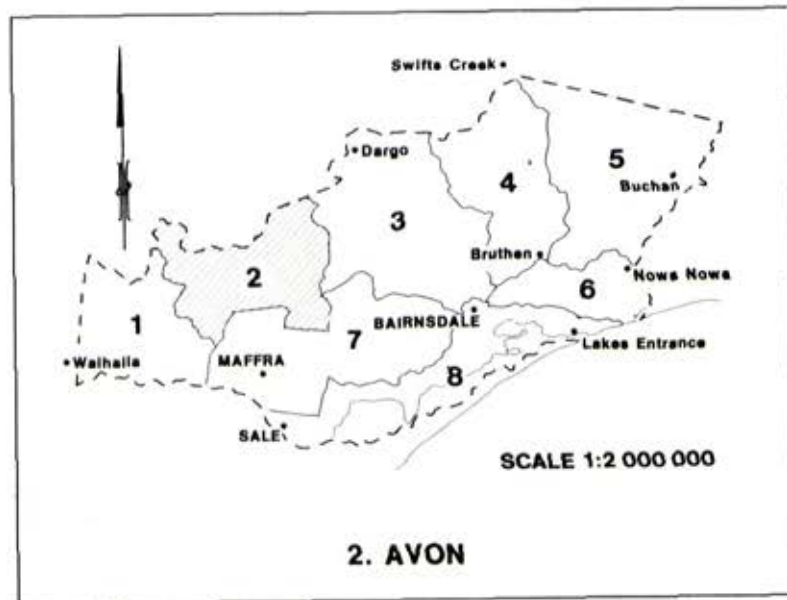 Swifts Creek
Dargo
5
4
Buchan
3
Bruthen
2
Nowa Nowa
6
1
BAIRNSDALE
7
Lakes Entrance
Walhalla
MAFFRA
8
SALE
SCALE 1:2 000 000
2. AVON